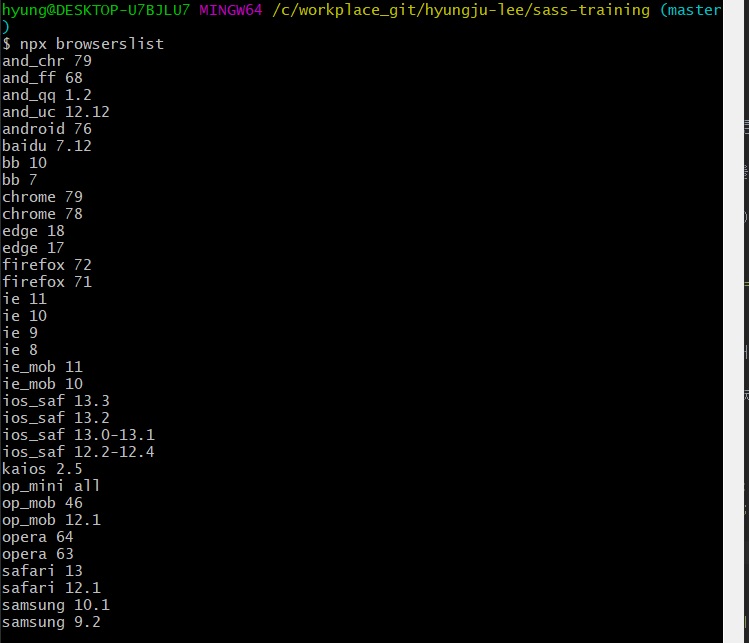 hyung@DESKTOP-U7BJLU7 MINGW64 /c/workplace_git/hyungju-lee/sass-training (master
)
$ npx browserslist
and_chr 79
and_ff 68
and_qq 1.2
and_uc 12.12
android 76
baidu 7.12
bb 10
bb 7
chrome 79
chrome 78
edge 18
edge 17
firefox 72
firefox 71
ie 11
ie 10
ie 9
ie 8
ie_mob 11
ie_mob 10
ios_saf 13.3
ios_saf 13.2
ios_saf 13.0-13.1
ios_saf 12.2-12.4
kaios 2.5
op_mini all
op_mob 46
op_mob 12.1
opera 64
opera 63
safari 13
safari 12.1
samsung 10.1
samsung 9.2